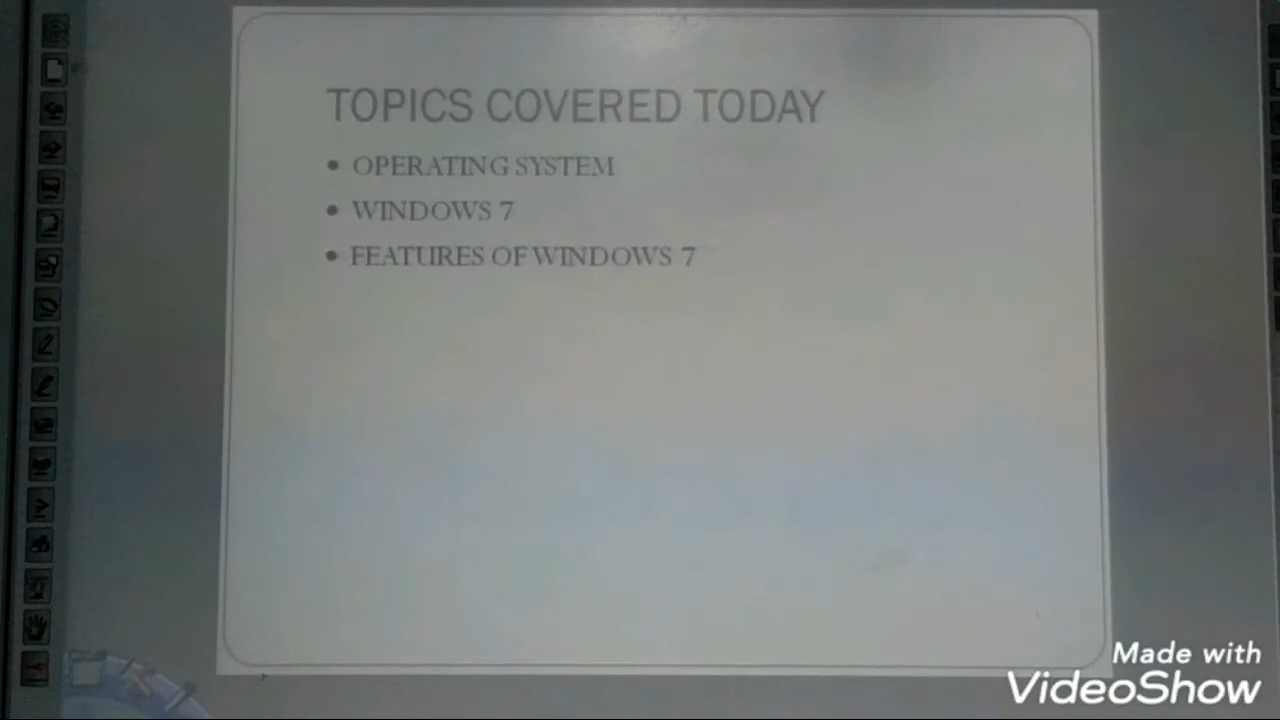 TOPICS COVERED TODAY
• OPERATING SYSTEM
• WINDOWS 7
• FEATURES OF WINDOWS 7
Made with
VideoShow